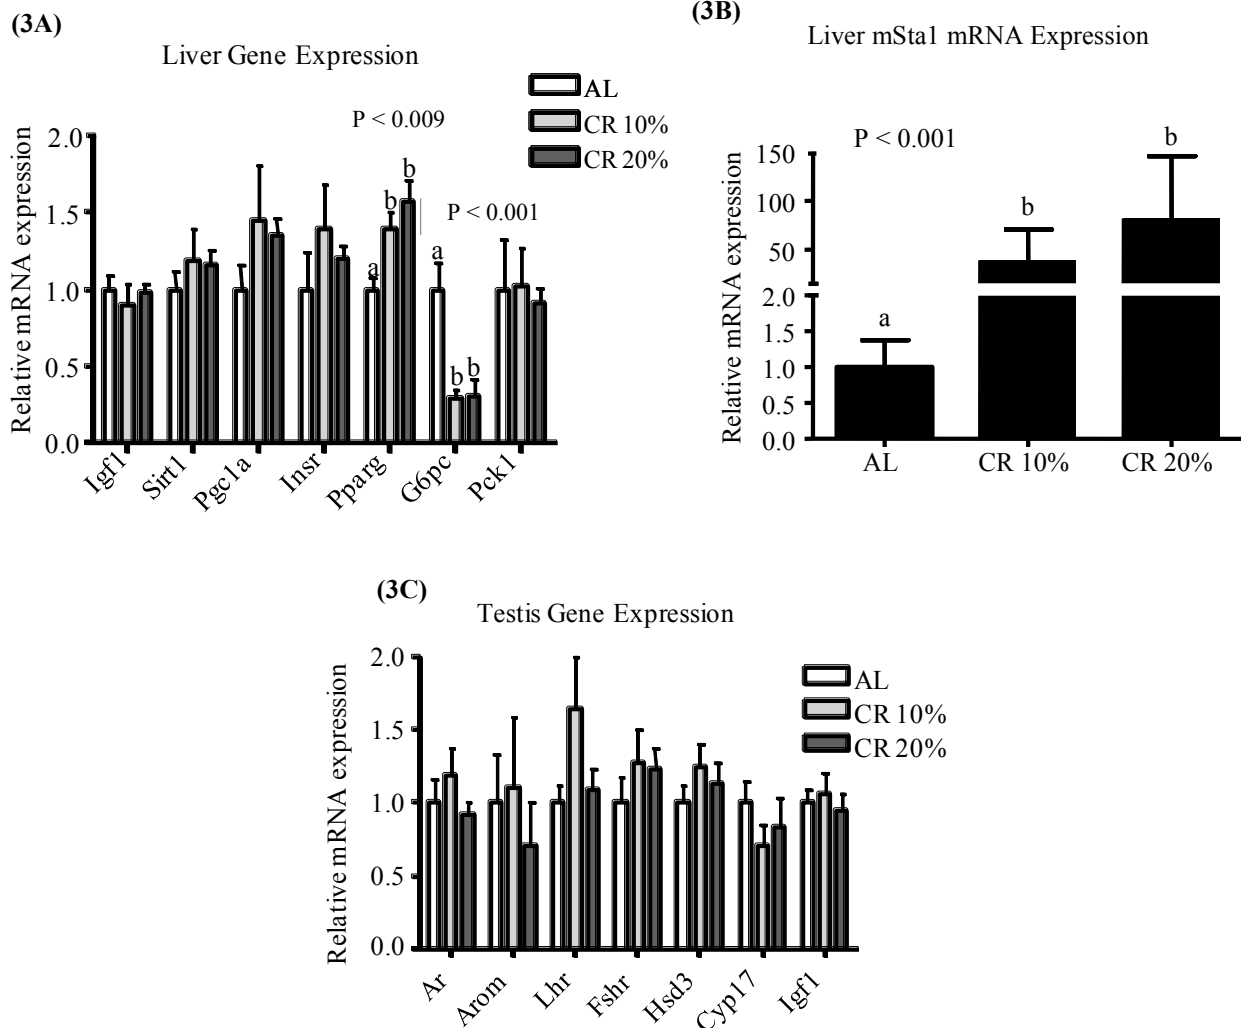 (3A)
Liver Gene Expression
AL
CR 10%
CR 20%
P < 0.009
P < 0.001
Relative mRNA expression
2.0
1.5
1.0
0.5
0.0
a
b
b
a
b
b
Igf1
Sirt1
Pgc1a
Insr
Pparg
G6pc
Pck1
(3B)
Liver mSta1 mRNA Expression
P < 0.001
Relative mRNA expression
150
100
50
2.0
1.5
1.0
0.5
0.0
a
b
b
AL
CR 10%
CR 20%
(3C)
Testis Gene Expression
AL
CR 10%
CR 20%
Relative mRNA expression
2.0
1.5
1.0
0.5
0.0
Ar
Arom
Lhr
Fshr
Hsd3
Cyp17
Igf1